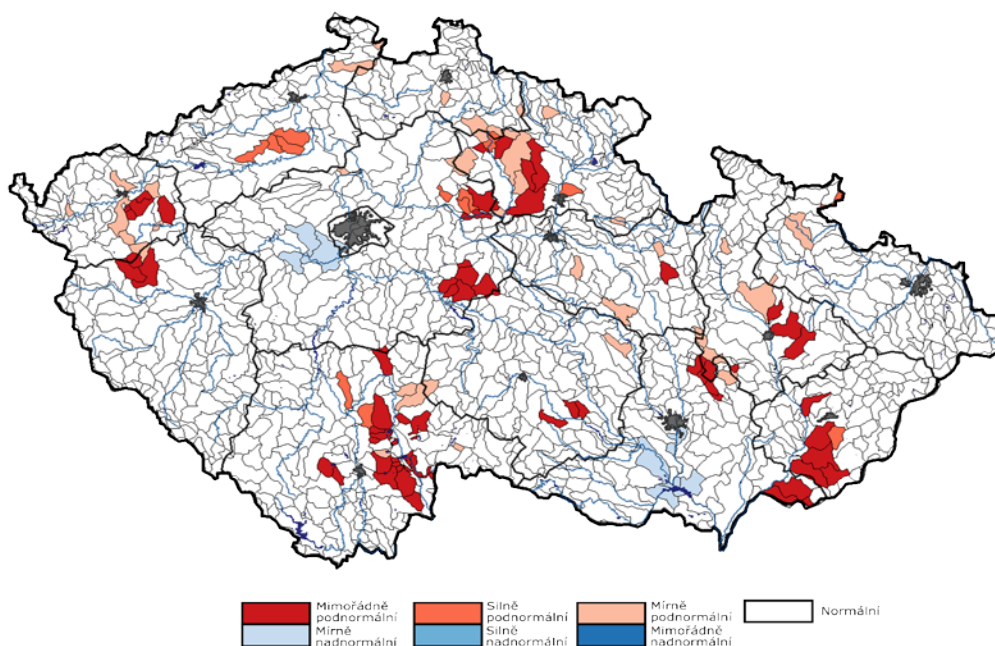 Mimořádně
podnormální
Silně
podnormální
Mírně
podnormální
Normální
Mírně
nadnormální
Silně
nadnormální
Mimořádně
nadnormální